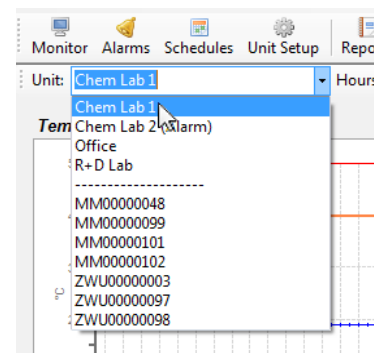 Monitor Alarms Schedules Unit Setup Repo
Unit: Chem Lab 1 Hours
Chem Lab 1
Tem
Chem Lab 2 (Alarm)
Office
R+D Lab
--------------------
MM00000048
MM00000099
MM00000101
MM00000102
ZWU00000003
ZWU00000097
ZWU00000098
°C